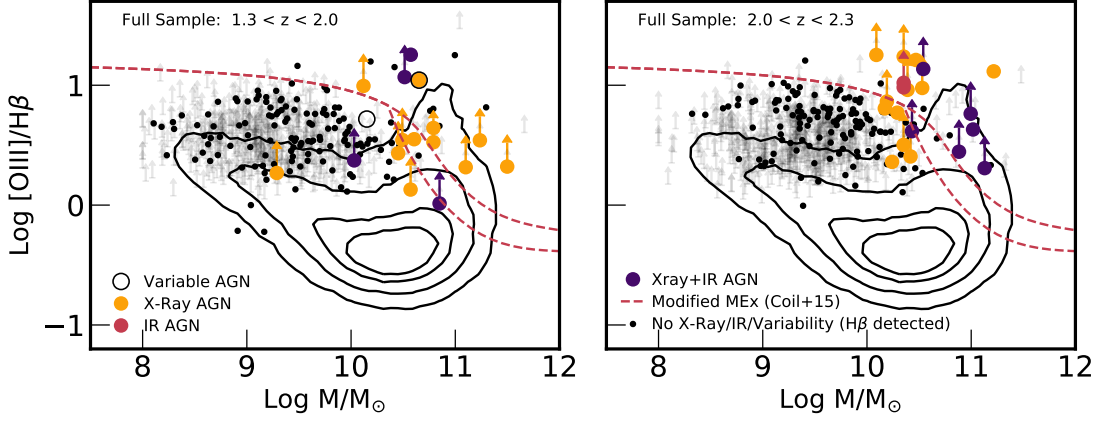 Full Sample: 1.3 < z < 2.0
Full Sample: 2.0 < z < 2.3
Log [OIII]/Hβ
1
0
−1
Variable AGN
X-Ray AGN
IR AGN
Xray+IR AGN
Modified MEx (Coil+15)
No X-Ray/IR/Variability (Hβ detected)
8 9 10 11 12
8 9 10 11 12
Log M/M⊙
Log M/M⊙